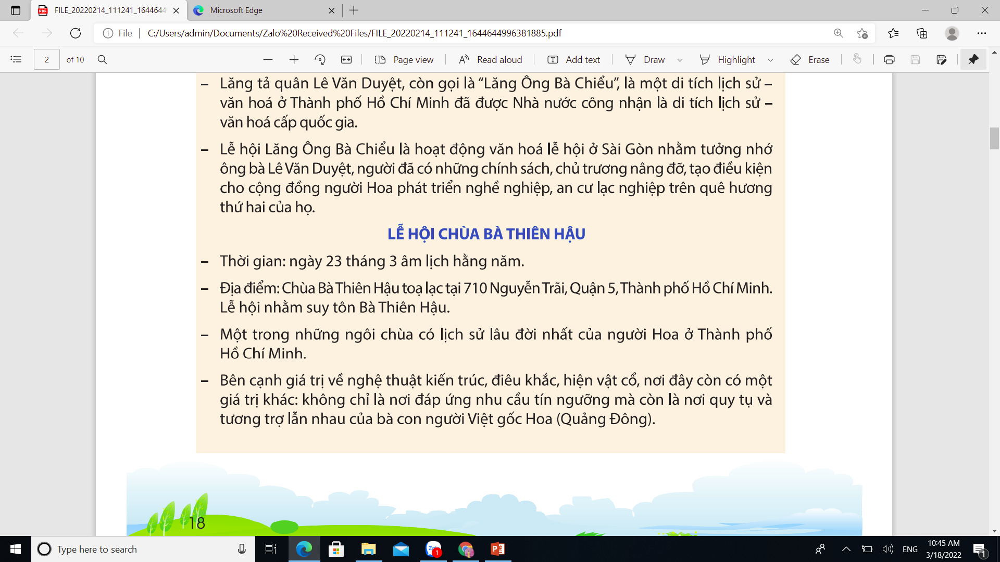 FILE_20220214_111241_1644644
Microsoft Edge
File
C:/Users/admin/Documents/Zalo%20Received%20Files/FILE_20220214_111241_1644644996381885.pdf
2 of 10
Page view
Read aloud
Add text
Draw
Highlight
Erase
– Lăng tả quân Lê Văn Duyệt, còn gọi là “Lăng Ông Bà Chiểu”, là một di tích lịch sử –
văn hoá ở Thành phố Hồ Chí Minh đã được Nhà nước công nhận là di tích lịch sử –
văn hoá cấp quốc gia.
– Lễ hội Lăng Ông Bà Chiểu là hoạt động văn hoá lễ hội ở Sài Gòn nhằm tưởng nhớ
ông bà Lê Văn Duyệt, người đã có những chính sách, chủ trương nâng đỡ, tạo điều kiện
cho cộng đồng người Hoa phát triển nghề nghiệp, an cư lạc nghiệp trên quê hương
thứ hai của họ.
LỄ HỘI CHÙA BÀ THIÊN HẬU
– Thời gian: ngày 23 tháng 3 âm lịch hằng năm.
– Địa điểm: Chùa Bà Thiên Hậu toạ lạc tại 710 Nguyễn Trãi, Quận 5, Thành phố Hồ Chí Minh.
Lễ hội nhằm suy tôn Bà Thiên Hậu.
– Một trong những ngôi chùa có lịch sử lâu đời nhất của người Hoa ở Thành phố
Hồ Chí Minh.
– Bên cạnh giá trị về nghệ thuật kiến trúc, điêu khắc, hiện vật cổ, nơi đây còn có một
giá trị khác: không chỉ là nơi đáp ứng nhu cầu tín ngưỡng mà còn là nơi quy tụ và
tương trợ lẫn nhau của bà con người Việt gốc Hoa (Quảng Đông).
18
Type here to search
ENG
10:45 AM
3/18/2022